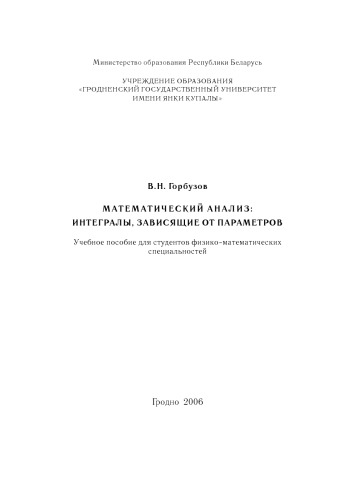 Министерство образования Республики Беларусь
УЧРЕЖДЕНИЕ ОБРАЗОВАНИЯ
«ГРОДНЕНСКИЙ ГОСУДАРСТВЕННЫЙ УНИВЕРСИТЕТ
ИМЕНИ ЯНКИ КУПАЛЫ»
В.Н. Горбузов
МАТЕМАТИЧЕСКИЙ АНАЛИЗ:
ИНТЕГРАЛЫ, ЗАВИСЯЩИЕ ОТ ПАРАМЕТРОВ
Учебное пособие для студентов физико-математических
специальностей
Гродно 2006